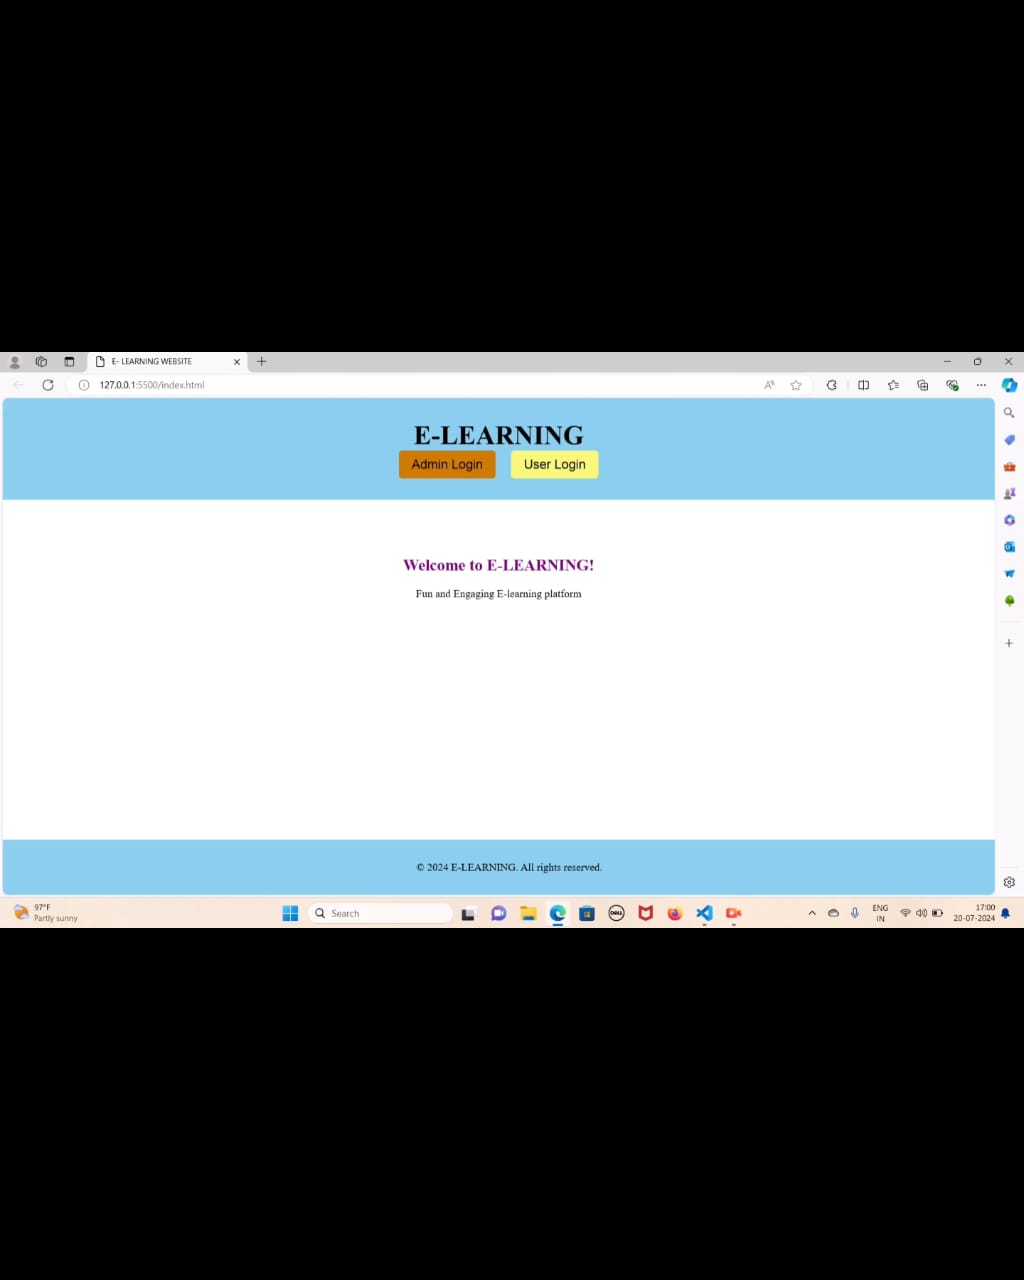 E- LEARNING WEBSITE
127.0.0.1:5500/index.html
E-LEARNING
Admin Login
User Login
Welcome to E-LEARNING!
Fun and Engaging E-learning platform
© 2024 E-LEARNING. All rights reserved.
97°F
Partly sunny
Search
DELL
ENG
IN
17:00
20-07-2024